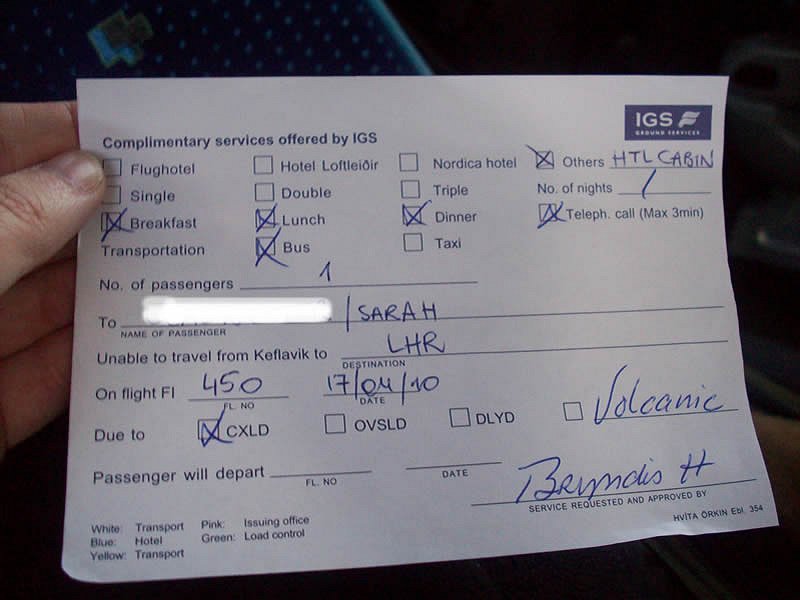 IGS
GROUND SERVICES
Complimentary services offered by IGS
Flughotel Hotel Loftleiðir Nordica hotel Others HTL CABIN
Single Double Triple No. of nights 1
Breakfast Lunch Dinner Teleph. call (Max 3min)
Transportation Bus Taxi
No. of passengers 1
To / SARAH
NAME OF PASSENGER
Unable to travel from Keflavik to LHR
DESTINATION
On flight FI 450 17/04/10
FL. NO DATE
Due to CXLD OVSLD DLYD Volcanic
Passenger will depart
FL. NO DATE
Bryndis H
SERVICE REQUESTED AND APPROVED BY
White: Transport Pink: Issuing office
Blue: Hotel Green: Load control
Yellow: Transport
HVÍTA ÖRKIN Ebl. 354